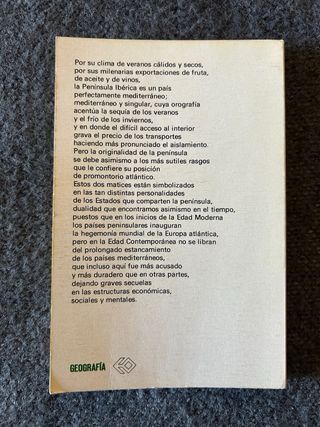 Por su clima de veranos cálidos y secos,
por sus milenarias exportaciones de fruta,
de aceite y de vinos,
la Península Ibérica es un país
perfectamente mediterráneo;
mediterráneo y singular, cuya orografía
acentúa la sequía de los veranos
y el frío de los inviernos,
y en donde el difícil acceso al interior
grava el precio de los transportes
haciendo más pronunciado el aislamiento.
Pero la originalidad de la península
se debe asimismo a los más sutiles rasgos
que le confiere su posición
de promontorio atlántico.
Estos dos matices están simbolizados
en las tan distintas personalidades
de los Estados que comparten la península,
dualidad que encontramos asimismo en el tiempo,
puestos que en los inicios de la Edad Moderna
los países peninsulares inauguran
la hegemonía mundial de la Europa atlántica,
pero en la Edad Contemporánea no se libran
del prolongado estancamiento
de los países mediterráneos,
que incluso aquí fue más acusado
y más duradero que en otras partes,
dejando graves secuelas
en las estructuras económicas,
sociales y mentales.
GEOGRAFÍA